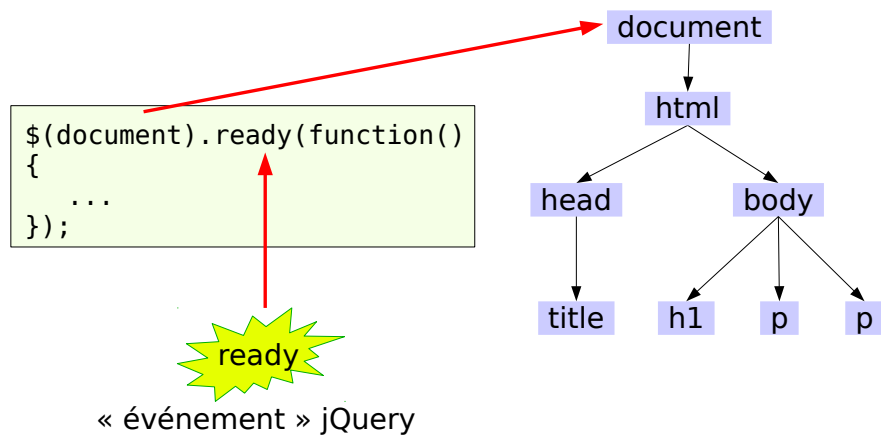 $(document).ready(function()
{
...
});
ready
« événement » jQuery
document
html
head body
title h1 p p